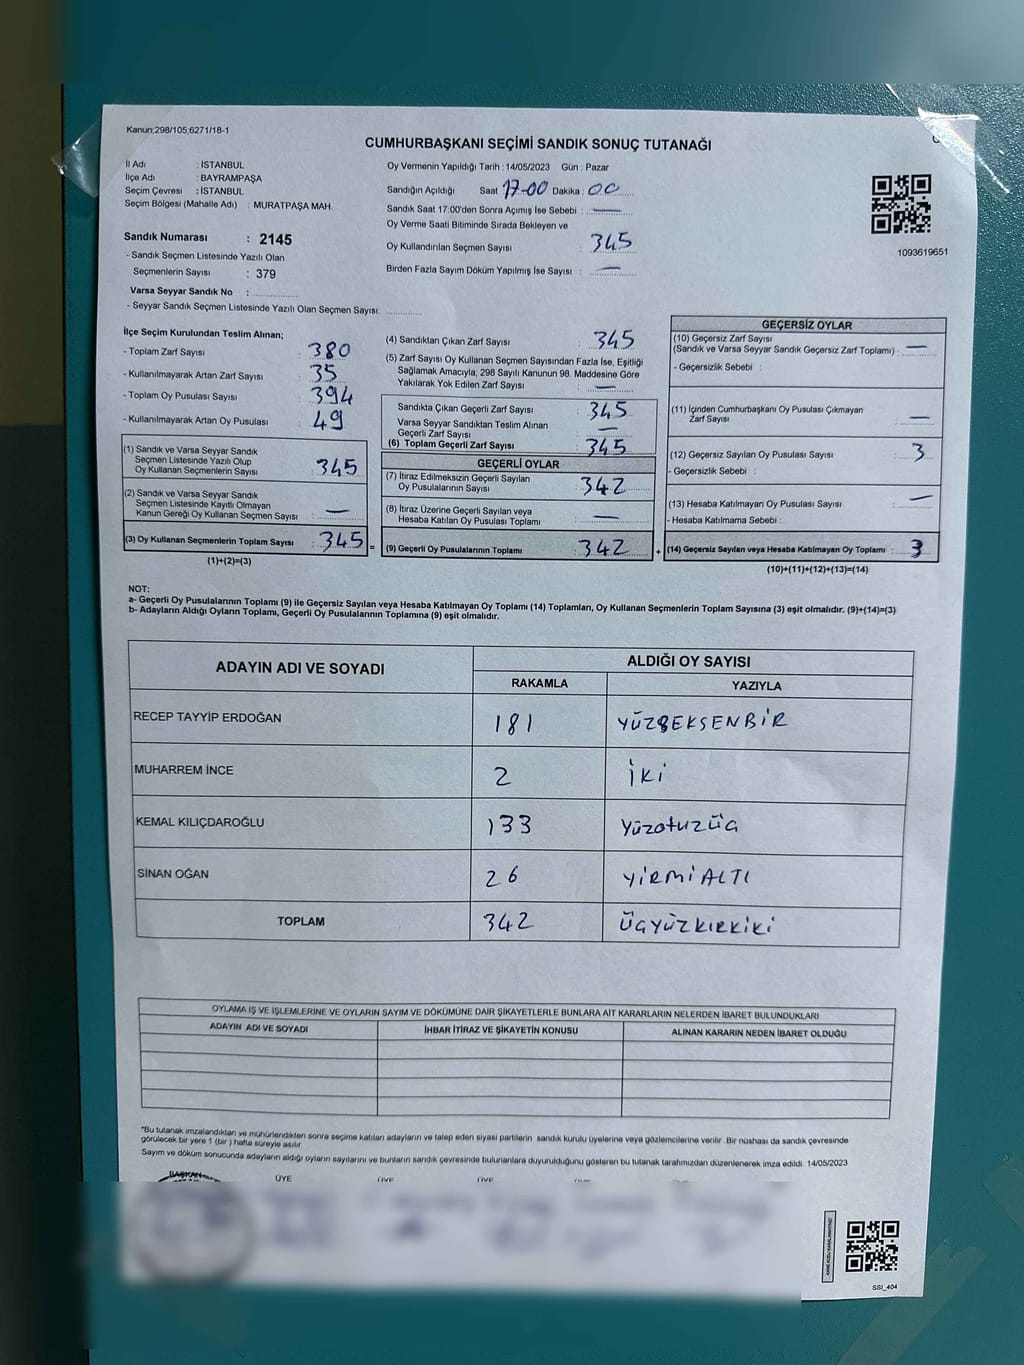 Kanun;298/105,6271/18-1
CUMHURBAŞKANI SEÇİMİ SANDIK SONUÇ TUTANAĞI
İl Adı : İSTANBUL
İlçe Adı : BAYRAMPAŞA
Seçim Çevresi : İSTANBUL
Seçim Bölgesi (Mahalle Adı) : MURATPAŞA MAH.
Sandık Numarası : 2145
- Sandık Seçmen Listesinde Yazılı Olan
Seçmenlerin Sayısı : 379
Varsa Seyyar Sandık No :
- Seyyar Sandık Seçmen Listesinde Yazılı Olan Seçmen Sayısı:
Oy Vermenin Yapıldığı Tarih : 14/05/2023 Gün : Pazar
Sandığın Açıldığı Saat 17-00 Dakika : 00
Sandık Saat 17:00'den Sonra Açımış İse Sebebi : —
Oy Verme Saati Bitiminde Sırada Bekleyen ve
Oy Kullandırılan Seçmen Sayısı : 345
Birden Fazla Sayım Döküm Yapılmış İse Sayısı : —
1093619651
İlçe Seçim Kurulundan Teslim Alınan;
- Toplam Zarf Sayısı : 380
- Kullanılmayarak Artan Zarf Sayısı : 35
- Toplam Oy Pusulası Sayısı : 394
- Kullanılmayarak Artan Oy Pusulası : 49
(1) Sandık ve Varsa Seyyar Sandık
Seçmen Listesinde Yazılı Olup
Oy Kullanan Seçmenlerin Sayısı : 345
(2) Sandık ve Varsa Seyyar Sandık
Seçmen Listesinde Kayıtlı Olmayan
Kanun Gereği Oy Kullanan Seçmen Sayısı : —
(3) Oy Kullanan Seçmenlerin Toplam Sayısı : 345 =
(1)+(2)=(3)
(4) Sandıktan Çıkan Zarf Sayısı : 345
(5) Zarf Sayısı Oy Kullanan Seçmen Sayısından Fazla İse, Eşitliği
Sağlamak Amacıyla; 298 Sayılı Kanunun 98. Maddesine Göre
Yakılarak Yok Edilen Zarf Sayısı : —
Sandıkta Çıkan Geçerli Zarf Sayısı : 345
Varsa Seyyar Sandıktan Teslim Alınan
Geçerli Zarf Sayısı : —
(6) Toplam Geçerli Zarf Sayısı : 345
GEÇERLİ OYLAR
(7) İtiraz Edilmeksizin Geçerli Sayılan
Oy Pusulalarının Sayısı : 342
(8) İtiraz Üzerine Geçerli Sayılan veya
Hesaba Katılan Oy Pusulası Toplamı : —
(9) Geçerli Oy Pusulalarının Toplamı : 342 +
GEÇERSİZ OYLAR
(10) Geçersiz Zarf Sayısı
(Sandık ve Varsa Seyyar Sandık Geçersiz Zarf Toplamı) : —
- Geçersizlik Sebebi :
(11) İçinden Cumhurbaşkanı Oy Pusulası Çıkmayan
Zarf Sayısı : —
(12) Geçersiz Sayılan Oy Pusulası Sayısı : 3
- Geçersizlik Sebebi :
(13) Hesaba Katılmayan Oy Pusulası Sayısı : —
- Hesaba Katılmama Sebebi :
(14) Geçersiz Sayılan veya Hesaba Katılmayan Oy Toplamı : 3
(10)+(11)+(12)+(13)=(14)
NOT:
a- Geçerli Oy Pusulalarının Toplamı (9) ile Geçersiz Sayılan veya Hesaba Katılmayan Oy Toplamı (14) Toplamları, Oy Kullanan Seçmenlerin Toplam Sayısına (3) eşit olmalıdır. (9)+(14)=(3)
b- Adayların Aldığı Oyların Toplamı, Geçerli Oy Pusulalarının Toplamına (9) eşit olmalıdır.
ADAYIN ADI VE SOYADI ALDIĞI OY SAYISI
RAKAMLA YAZIYLA
RECEP TAYYİP ERDOĞAN 181 YÜZSEKSENBİR
MUHARREM İNCE 2 İKİ
KEMAL KILIÇDAROĞLU 133 Yüzotuzüç
SİNAN OĞAN 26 YİRMİALTI
TOPLAM 342 ÜÇYÜZKIRKİKİ
OYLAMA İŞ VE İŞLEMLERİNE VE OYLARIN SAYIM VE DÖKÜMÜNE DAİR ŞİKAYETLERLE BUNLARA AİT KARARLARIN NELERDEN İBARET BULUNDUKLARI
ADAYIN ADI VE SOYADI İHBAR İTİRAZ VE ŞİKAYETİN KONUSU ALINAN KARARIN NEDEN İBARET OLDUĞU
*Bu tutanak imzalandıktan ve mühürlendikten sonra seçime katılan adayların ve talep eden siyasi partilerin sandık kurulu üyelerine veya gözlemcilerine verilir .Bir nüshası da sandık çevresinde
görülecek bir yere 1 (bir ) hafta süreyle asılır.
Sayım ve döküm sonucunda adayların aldığı oyların sayılarını ve bunların sandık çevresinde bulunanlara duyurulduğunu gösteren bu tutanak tarafımızdan düzenlenerek imza edildi. 14/05/2023
BAŞKAN ÜYE ÜYE ÜYE ÜYE ÜYE
SSI_404